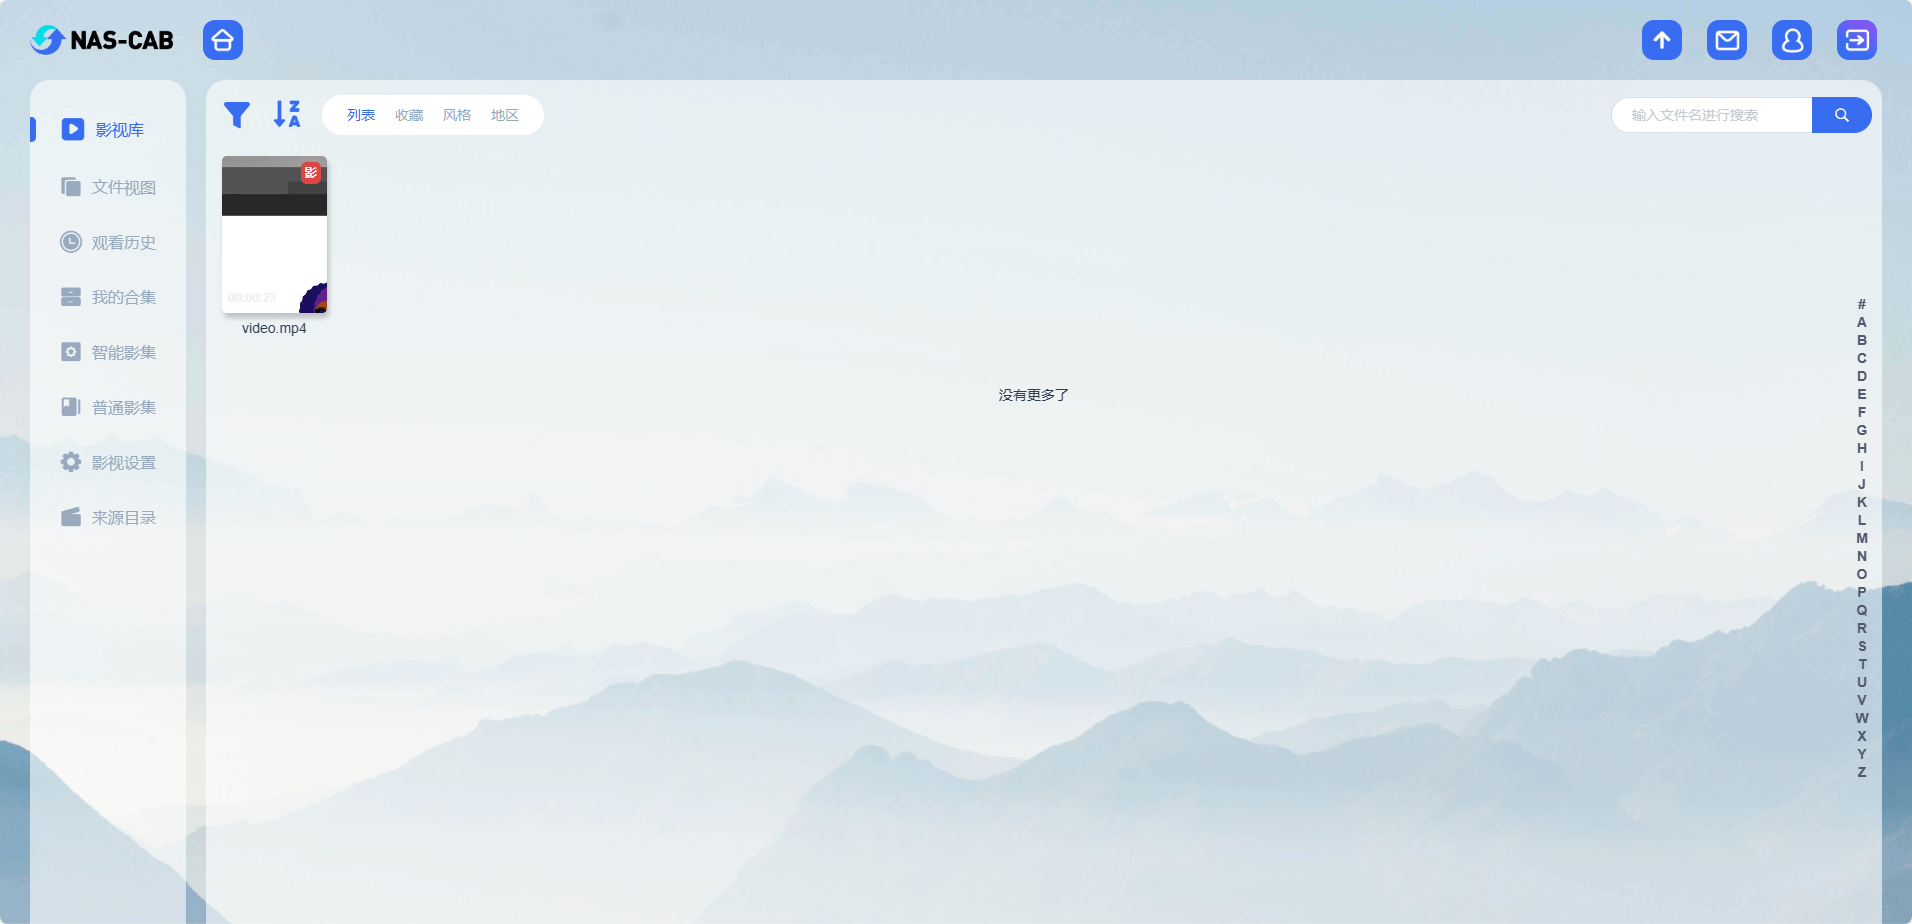 NAS-CAB
影视库
文件视图
观看历史
我的合集
智能影集
普通影集
影视设置
来源目录
Z
A
列表 收藏 风格 地区
输入文件名进行搜索
影
00:00:23
video.mp4
没有更多了
#
A
B
C
D
E
F
G
H
I
J
K
L
M
N
O
P
Q
R
S
T
U
V
W
X
Y
Z